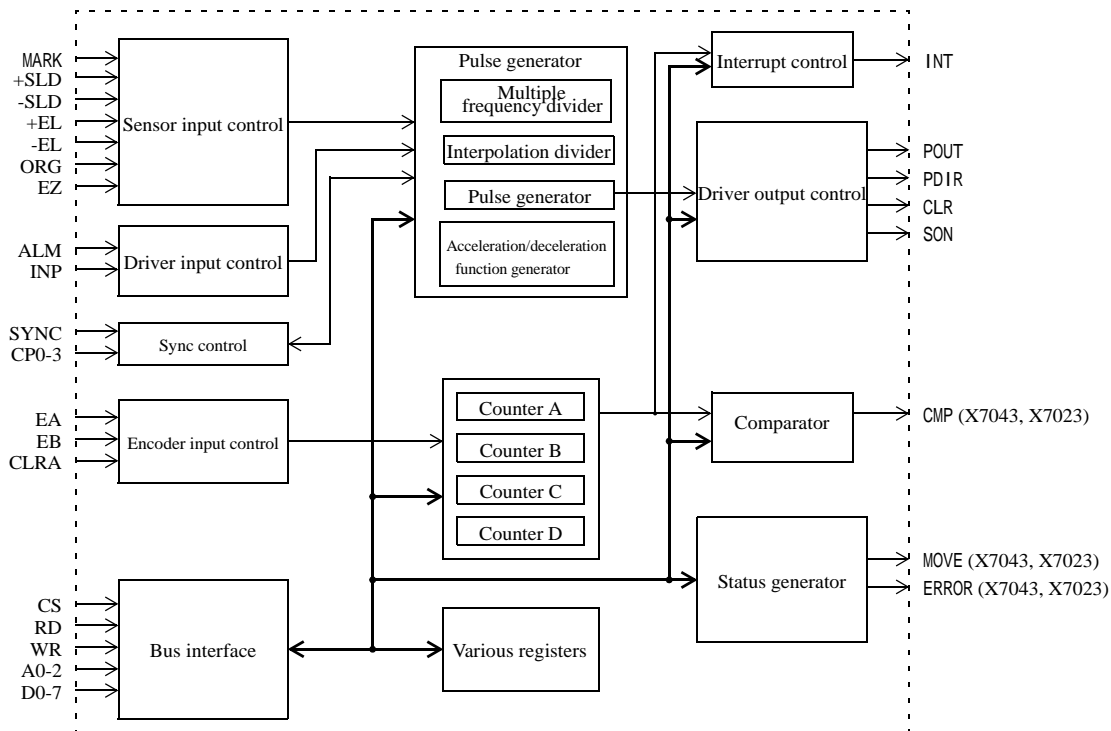 MARK
+SLD
-SLD
+EL
-EL
ORG
EZ
Sensor input control
ALM
INP
Driver input control
SYNC
CP0-3
Sync control
EA
EB
CLRA
Encoder input control
CS
RD
WR
A0-2
D0-7
Bus interface
Pulse generator
Multiple
frequency divider
Interpolation divider
Pulse generator
Acceleration/deceleration
function generator
Counter A
Counter B
Counter C
Counter D
Various registers
Interrupt control
INT
Driver output control
POUT
PDIR
CLR
SON
Comparator
CMP (X7043, X7023)
Status generator
MOVE (X7043, X7023)
ERROR (X7043, X7023)